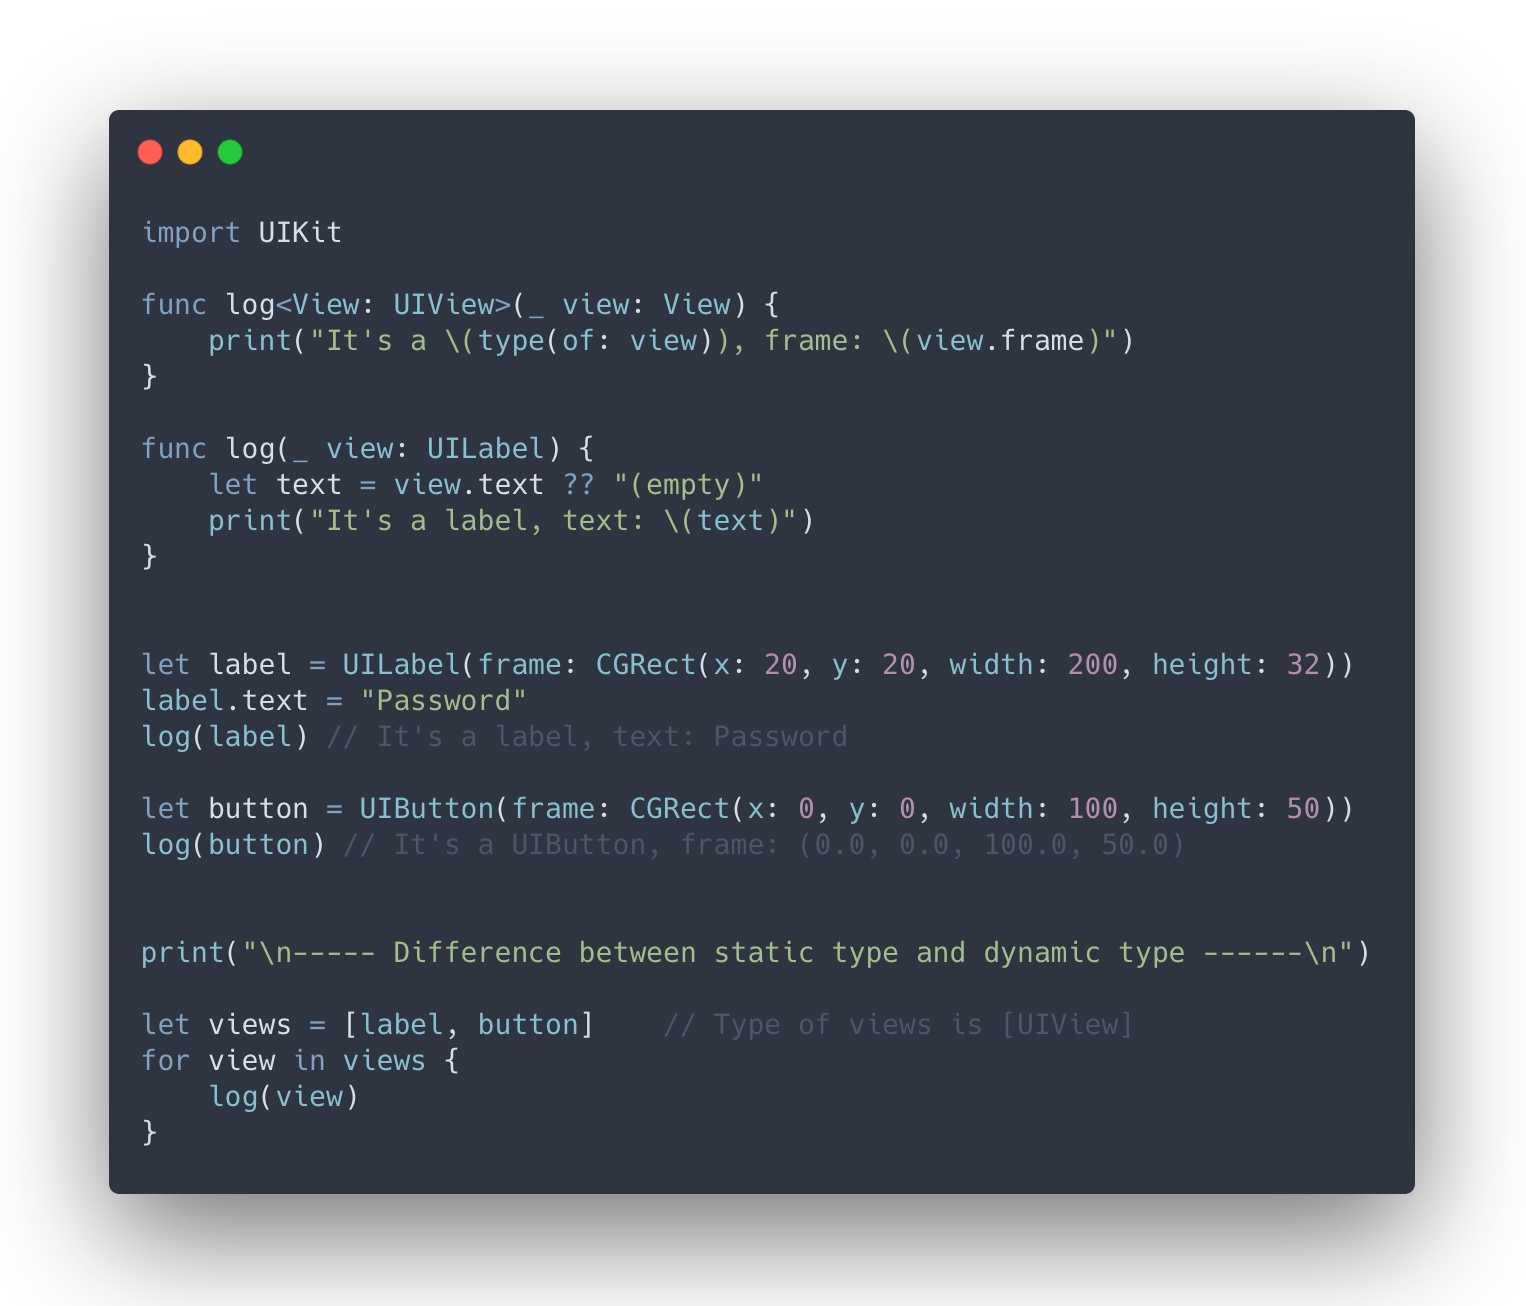 import UIKit
func log<View: UIView>(_ view: View) {
    print("It's a \(type(of: view)), frame: \(view.frame)")
}
func log(_ view: UILabel) {
    let text = view.text ?? "(empty)"
    print("It's a label, text: \(text)")
}
let label = UILabel(frame: CGRect(x: 20, y: 20, width: 200, height: 32))
label.text = "Password"
log(label) // It's a label, text: Password
let button = UIButton(frame: CGRect(x: 0, y: 0, width: 100, height: 50))
log(button) // It's a UIButton, frame: (0.0, 0.0, 100.0, 50.0)
print("\n----- Difference between static type and dynamic type ------\n")
let views = [label, button]    // Type of views is [UIView]
for view in views {
    log(view)
}